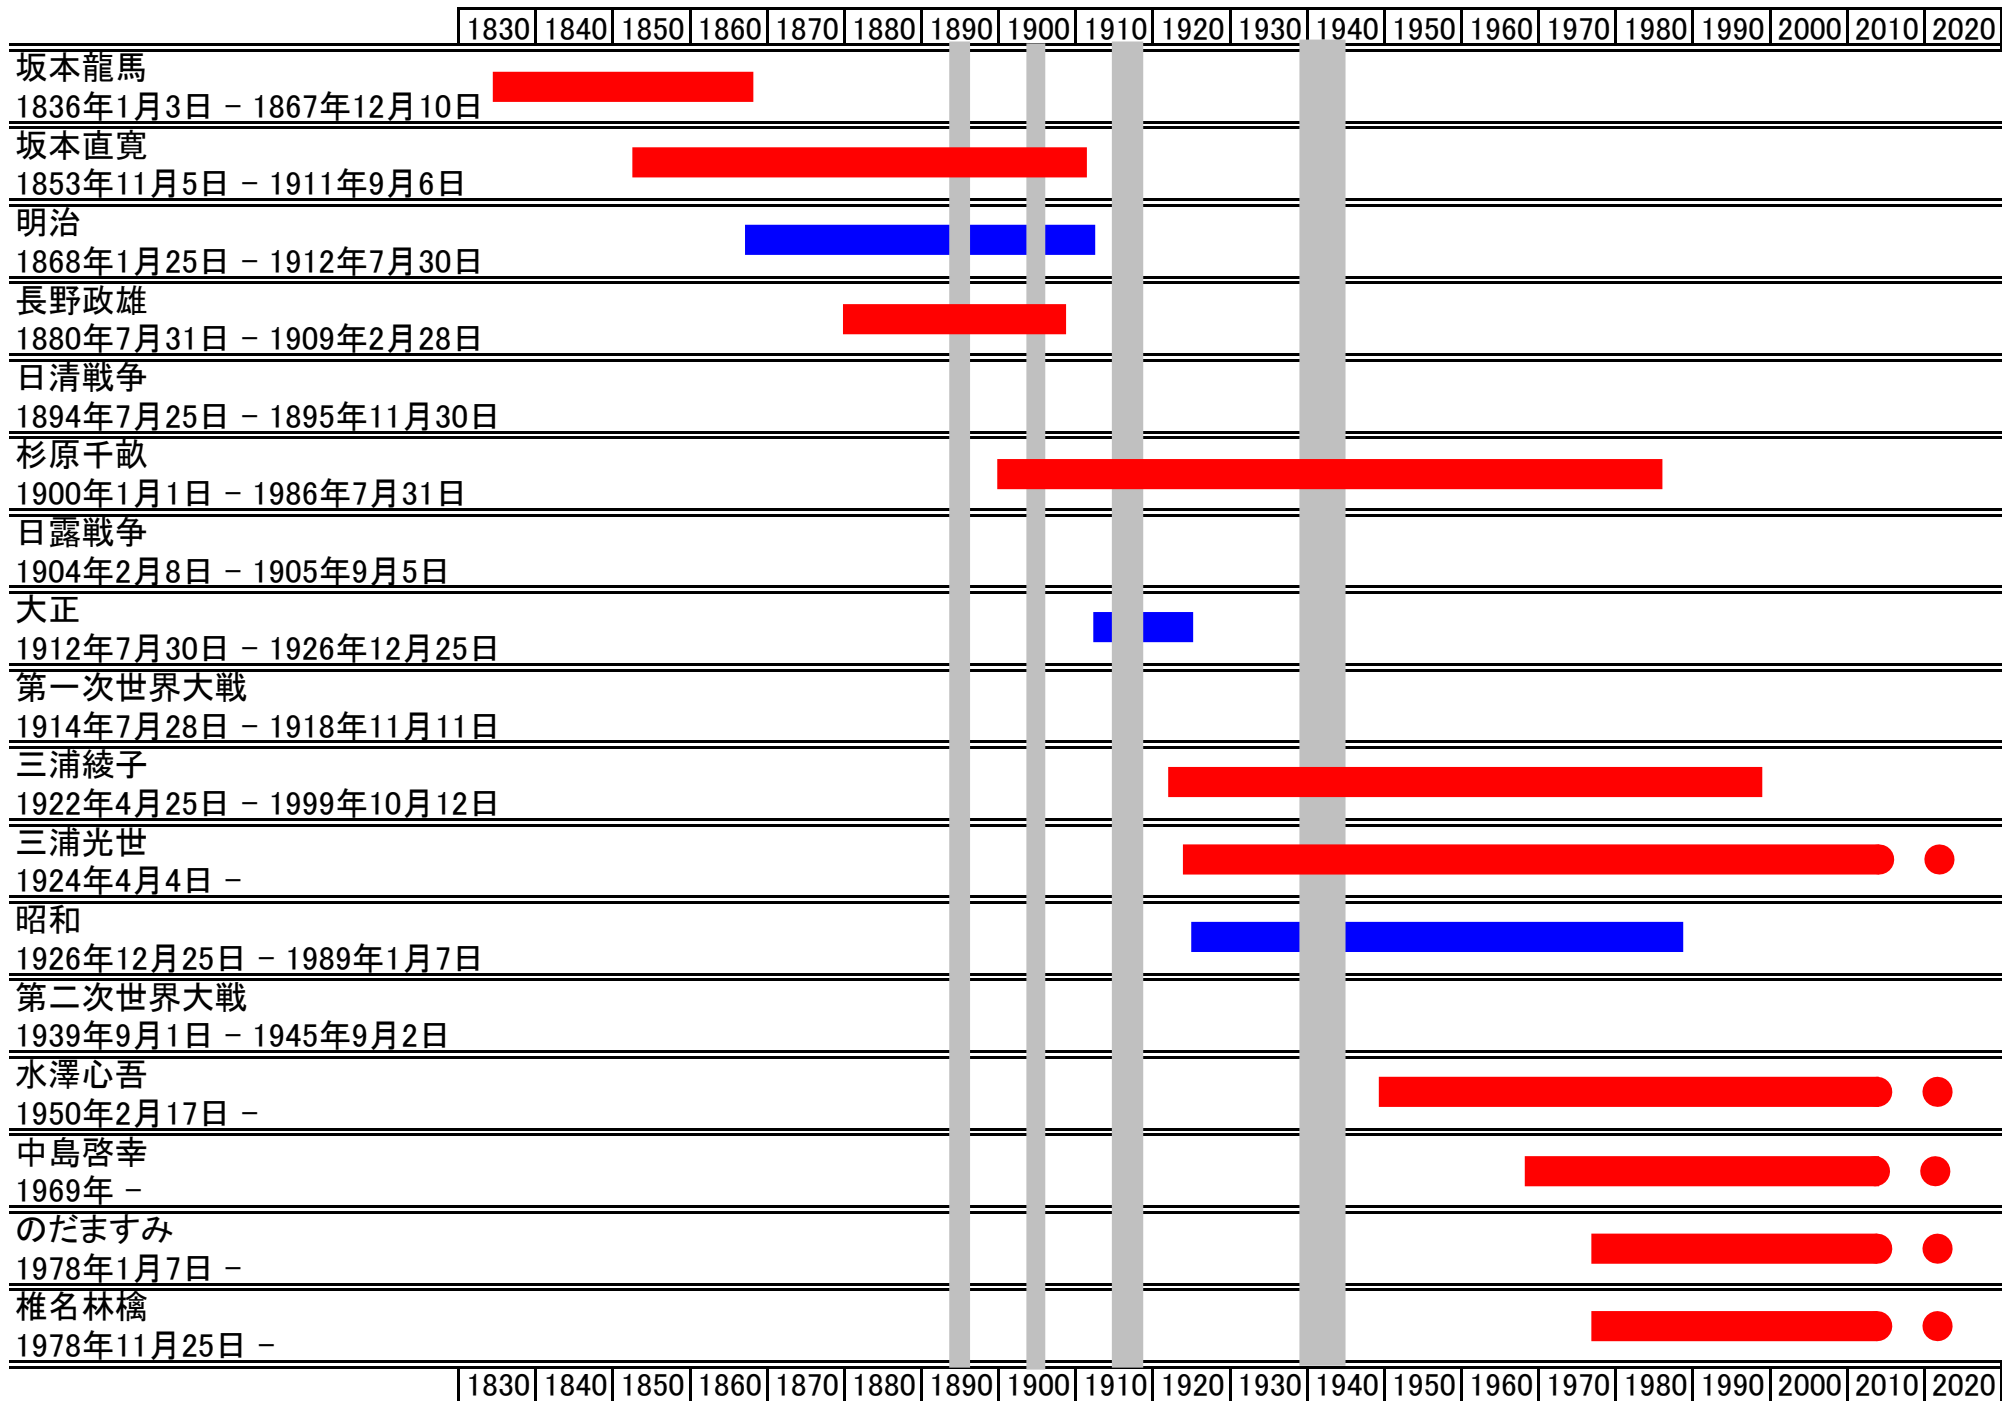 1830 1840 1850 1860 1870 1880 1890 1900 1910 1920 1930 1940 1950 1960 1970 1980 1990 2000 2010 2020
坂本龍馬
1836年1月3日 − 1867年12月10日
坂本直寛
1853年11月5日 − 1911年9月6日
明治
1868年1月25日 − 1912年7月30日
長野政雄
1880年7月31日 − 1909年2月28日
日清戦争
1894年7月25日 − 1895年11月30日
杉原千畝
1900年1月1日 − 1986年7月31日
日露戦争
1904年2月8日 − 1905年9月5日
大正
1912年7月30日 − 1926年12月25日
第一次世界大戦
1914年7月28日 − 1918年11月11日
三浦綾子
1922年4月25日 − 1999年10月12日
三浦光世
1924年4月4日 −
昭和
1926年12月25日 − 1989年1月7日
第二次世界大戦
1939年9月1日 − 1945年9月2日
水澤心吾
1950年2月17日 −
中島啓幸
1969年 −
のだますみ
1978年1月7日 −
椎名林檎
1978年11月25日 −
1830 1840 1850 1860 1870 1880 1890 1900 1910 1920 1930 1940 1950 1960 1970 1980 1990 2000 2010 2020